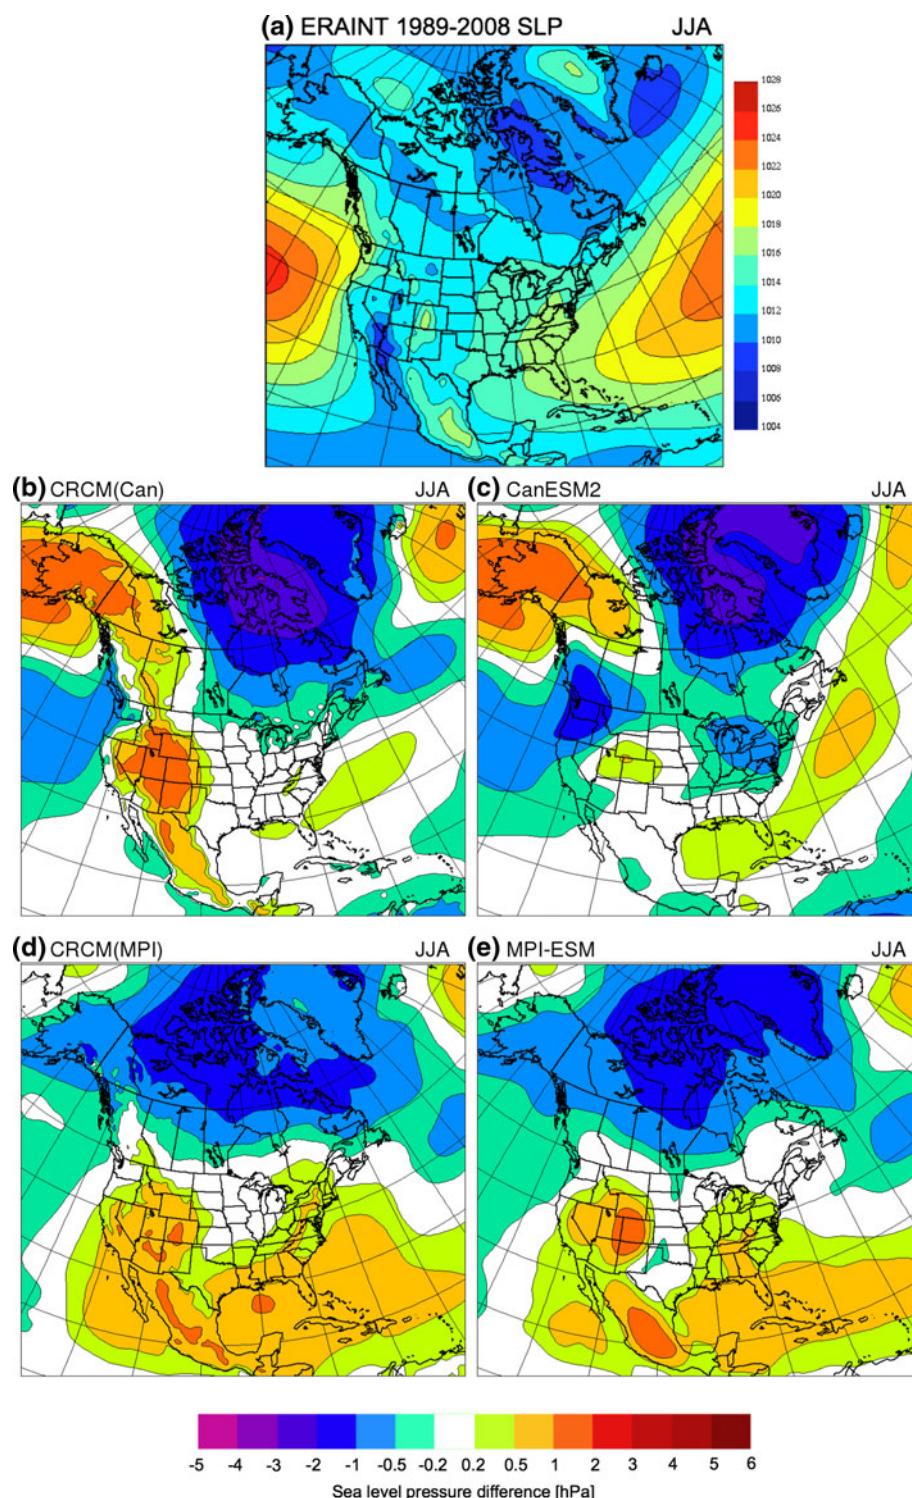 (a) ERAINT 1989-2008 SLP JJA
1028
1026
1024
1022
1020
1018
1016
1014
1012
1010
1008
1006
1004
(b) CRCM(Can) JJA
(c) CanESM2 JJA
(d) CRCM(MPI) JJA
(e) MPI-ESM JJA
-5 -4 -3 -2 -1 -0.5 -0.2 0.2 0.5 1 2 3 4 5 6
Sea level pressure difference [hPa]